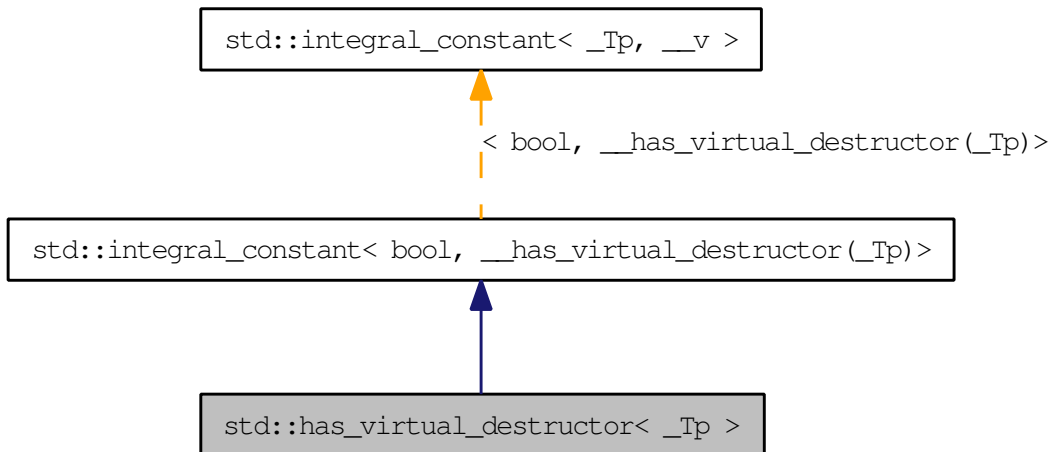 std::integral_constant< _Tp, __v >
< bool, __has_virtual_destructor(_Tp)>
std::integral_constant< bool, __has_virtual_destructor(_Tp)>
std::has_virtual_destructor< _Tp >